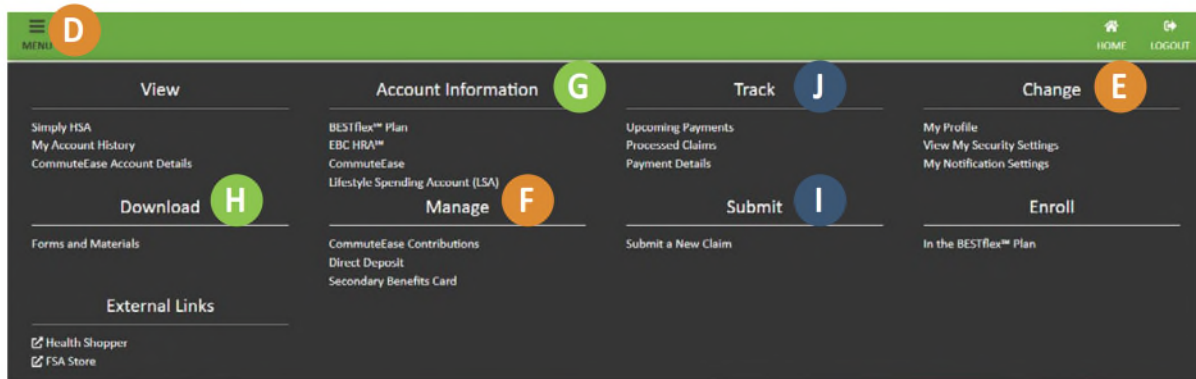 D
MENU
HOME
LOGOUT
View
Simply HSA
My Account History
CommuteEase Account Details
Account Information
G
BESTflex℠ Plan
EBC HRA℠
CommuteEase
Lifestyle Spending Account (LSA)
Track
J
Upcoming Payments
Processed Claims
Payment Details
Change
E
My Profile
View My Security Settings
My Notification Settings
Download
H
Forms and Materials
Manage
F
CommuteEase Contributions
Direct Deposit
Secondary Benefits Card
Submit
I
Submit a New Claim
Enroll
In the BESTflex℠ Plan
External Links
Health Shopper
FSA Store